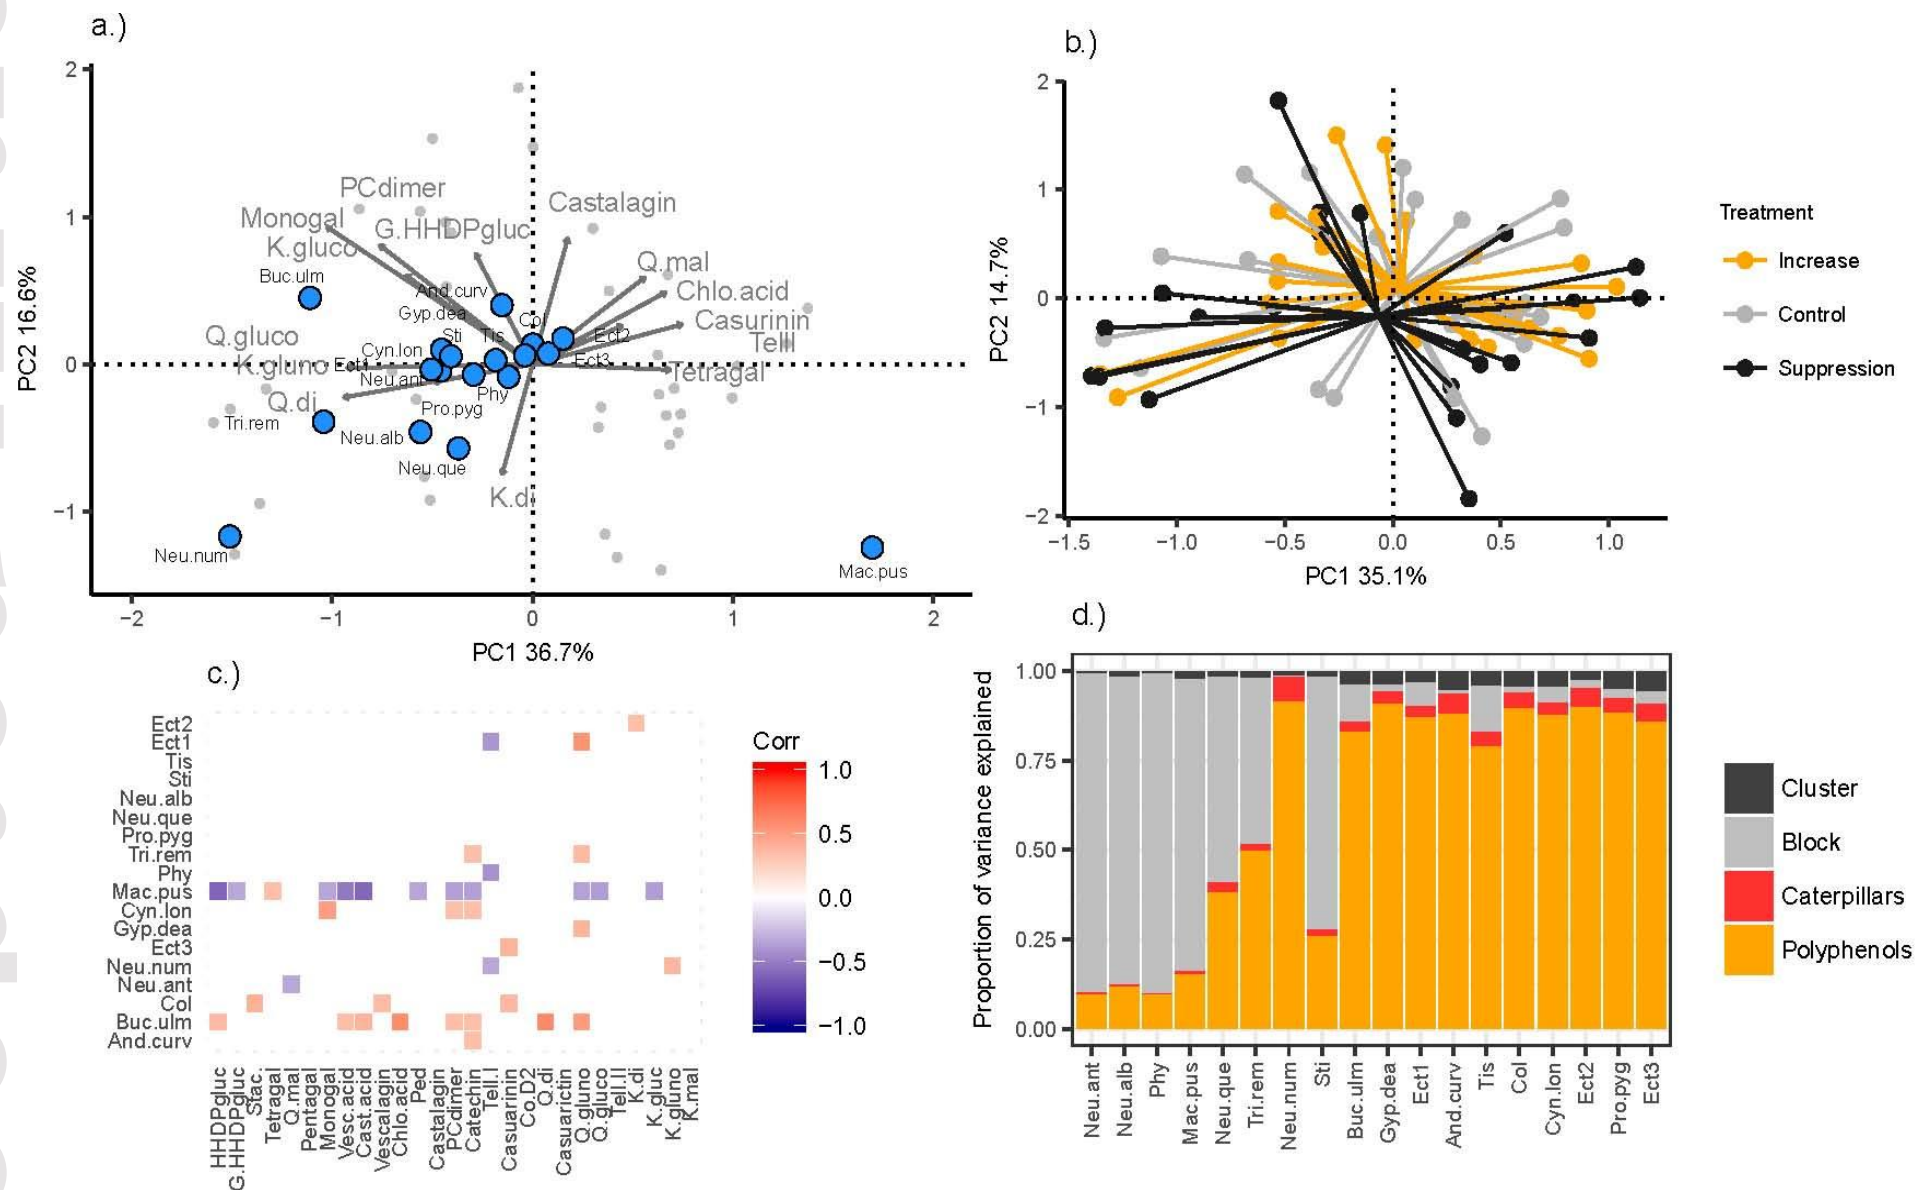 a.)
2
1
0
−1
PC2 16.6%
−2
−1
0
1
2
PC1 36.7%
PCdimer
Castalagin
Monogal
G.HHDPgluc
K.gluco
Q.mal
Buc.ulm
Chlo.acid
And.curv
Gyp.dea
Co
Casurinin
Q.gluco
Sti
Tis
Ect2
TelII
Cyn.lon
K.gluno
Ect1
Ect3
Neu.ant
Tetragal
Q.di
Phy
Pro.pyg
Tri.rem
Neu.alb
Neu.que
K.di
Neu.num
Mac.pus
b.)
2
1
0
−1
−2
PC2 14.7%
−1.5
−1.0
−0.5
0.0
0.5
1.0
PC1 35.1%
Treatment
Increase
Control
Suppression
c.)
Ect2
Ect1
Tis
Sti
Neu.alb
Neu.que
Pro.pyg
Tri.rem
Phy
Mac.pus
Cyn.lon
Gyp.dea
Ect3
Neu.num
Neu.ant
Col
Buc.ulm
And.curv
HHDPgluc
G.HHDPgluc
Stac.
Tetragal
Q.mal
Pentagal
Monogal
Vesc.acid
Cast.acid
Vescalagin
Chlo.acid
Ped
Castalagin
PCdimer
Catechin
Tell.I
Casuarinin
Co.D2
Q.di
Casuarictin
Q.gluno
Q.gluco
Tell.II
K.di
K.gluc
K.gluno
K.mal
Corr
1.0
0.5
0.0
−0.5
−1.0
d.)
Proportion of variance explained
1.00
0.75
0.50
0.25
0.00
Neu.ant
Neu.alb
Phy
Mac.pus
Neu.que
Tri.rem
Neu.num
Sti
Buc.ulm
Gyp.dea
Ect1
And.curv
Tis
Col
Cyn.lon
Ect2
Pro.pyg
Ect3
Cluster
Block
Caterpillars
Polyphenols